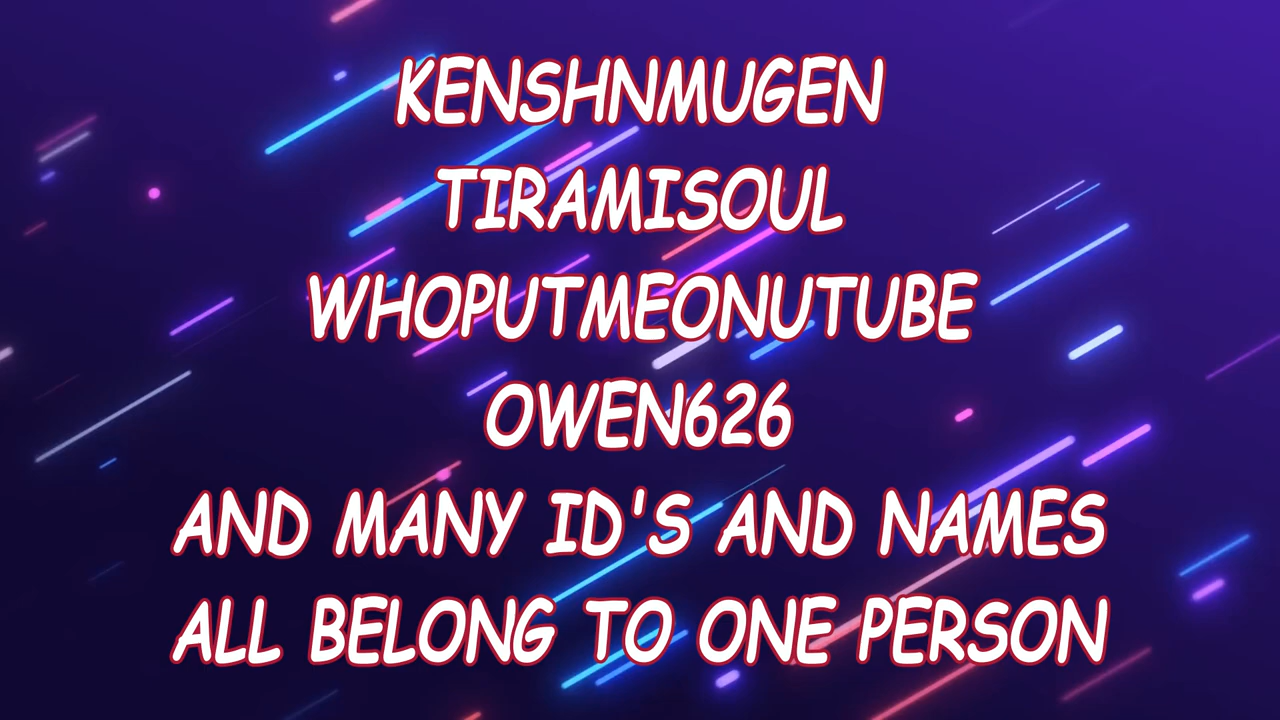 KENSHNMUGEN
TIRAMISOUL
WHOPUTMEONUTUBE
OWEN626
AND MANY ID'S AND NAMES
ALL BELONG TO ONE PERSON